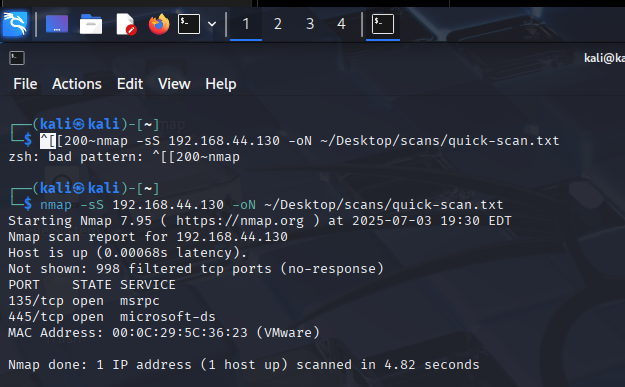 1 2 3 4
kali@ka
File Actions Edit View Help
┌──(kali㉿kali)-[~]
└─$ ^[[200~nmap -sS 192.168.44.130 -oN ~/Desktop/scans/quick-scan.txt
zsh: bad pattern: ^[[200~nmap
┌──(kali㉿kali)-[~]
└─$ nmap -sS 192.168.44.130 -oN ~/Desktop/scans/quick-scan.txt
Starting Nmap 7.95 ( https://nmap.org ) at 2025-07-03 19:30 EDT
Nmap scan report for 192.168.44.130
Host is up (0.00068s latency).
Not shown: 998 filtered tcp ports (no-response)
PORT    STATE SERVICE
135/tcp open  msrpc
445/tcp open  microsoft-ds
MAC Address: 00:0C:29:5C:36:23 (VMware)
Nmap done: 1 IP address (1 host up) scanned in 4.82 seconds